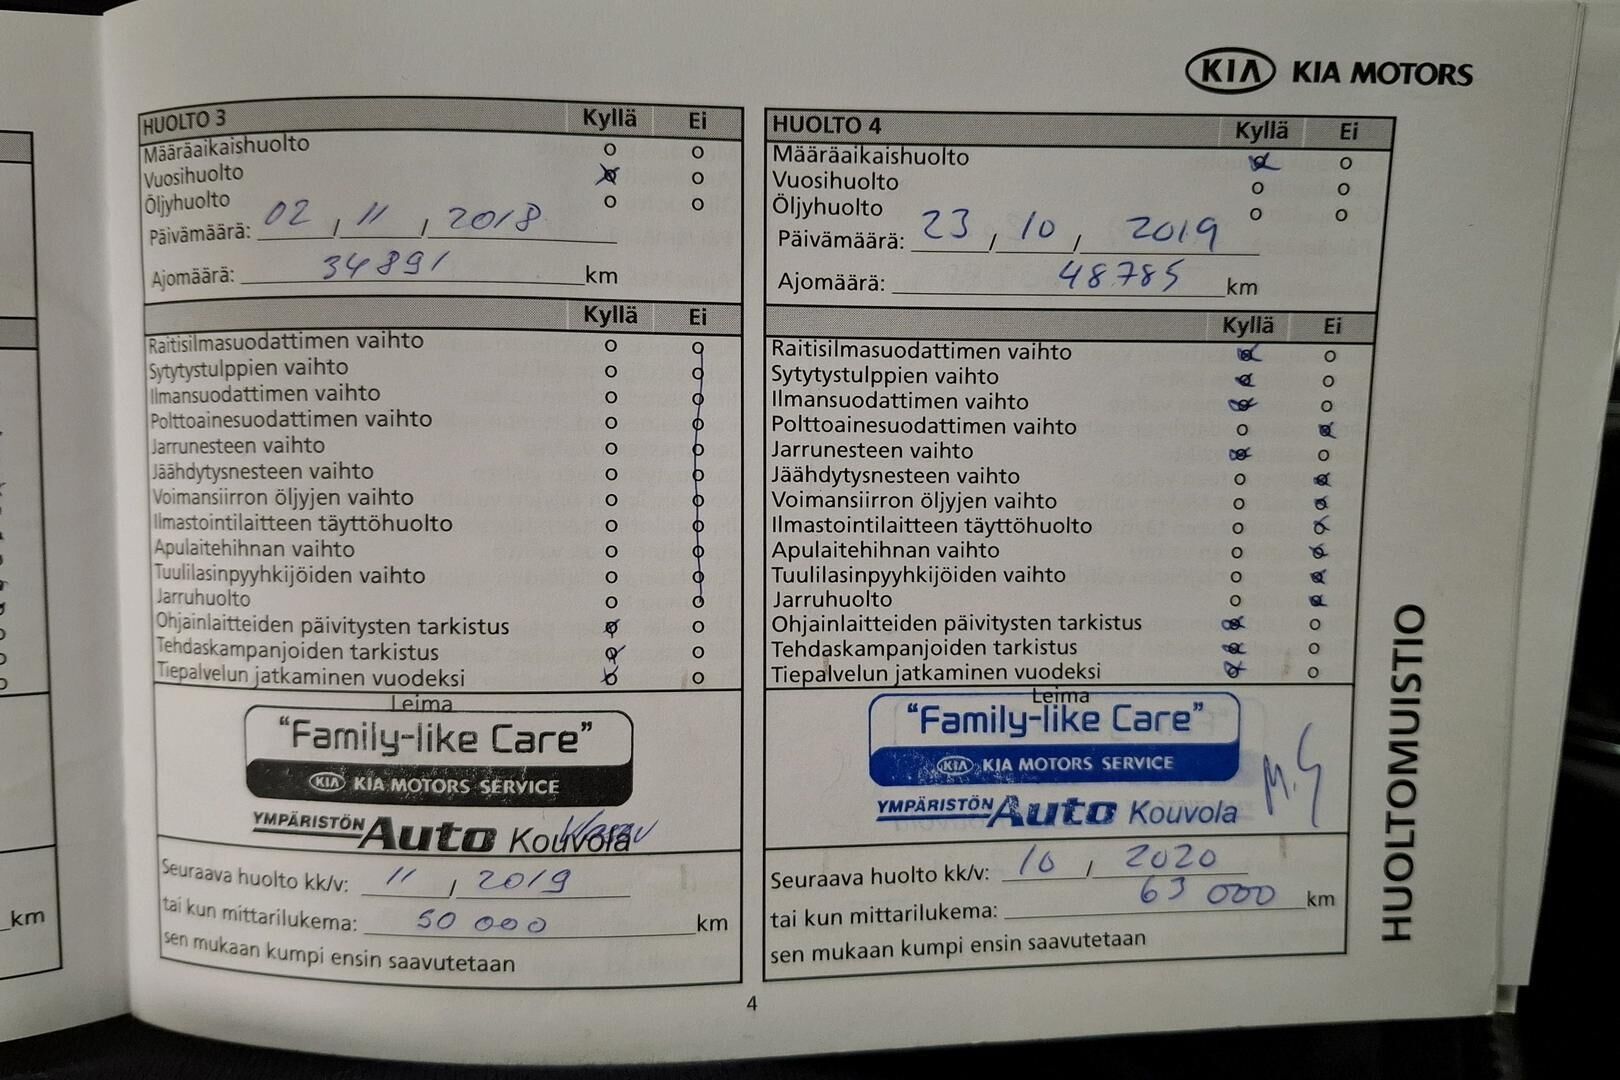 KIA KIA MOTORS
HUOLTO 3 Kyllä Ei
Määräaikaishuolto
Vuosihuolto
Öljyhuolto
Päivämäärä: 02 , 11 , 2018
Ajomäärä: 34891 km
Kyllä Ei
Raitisilmasuodattimen vaihto
Sytytystulppien vaihto
Ilmansuodattimen vaihto
Polttoainesuodattimen vaihto
Jarrunesteen vaihto
Jäähdytysnesteen vaihto
Voimansiirron öljyjen vaihto
Ilmastointilaitteen täyttöhuolto
Apulaitehihnan vaihto
Tuulilasinpyyhkijöiden vaihto
Jarruhuolto
Ohjainlaitteiden päivitysten tarkistus
Tehdaskampanjoiden tarkistus
Tiepalvelun jatkaminen vuodeksi
Leima
"Family-like Care"
KIA KIA MOTORS SERVICE
YMPÄRISTÖN Auto Kouvola
Seuraava huolto kk/v: 11 , 2019
tai kun mittarilukema: 50 000 km
sen mukaan kumpi ensin saavutetaan
HUOLTO 4 Kyllä Ei
Määräaikaishuolto
Vuosihuolto
Öljyhuolto
Päivämäärä: 23 , 10 , 2019
Ajomäärä: 48785 km
Kyllä Ei
Raitisilmasuodattimen vaihto
Sytytystulppien vaihto
Ilmansuodattimen vaihto
Polttoainesuodattimen vaihto
Jarrunesteen vaihto
Jäähdytysnesteen vaihto
Voimansiirron öljyjen vaihto
Ilmastointilaitteen täyttöhuolto
Apulaitehihnan vaihto
Tuulilasinpyyhkijöiden vaihto
Jarruhuolto
Ohjainlaitteiden päivitysten tarkistus
Tehdaskampanjoiden tarkistus
Tiepalvelun jatkaminen vuodeksi
Leima
"Family-like Care"
KIA KIA MOTORS SERVICE
YMPÄRISTÖN Auto Kouvola
Seuraava huolto kk/v: 10 , 2020
tai kun mittarilukema: 63 000 km
sen mukaan kumpi ensin saavutetaan
HUOLTOMUISTIO
km
4